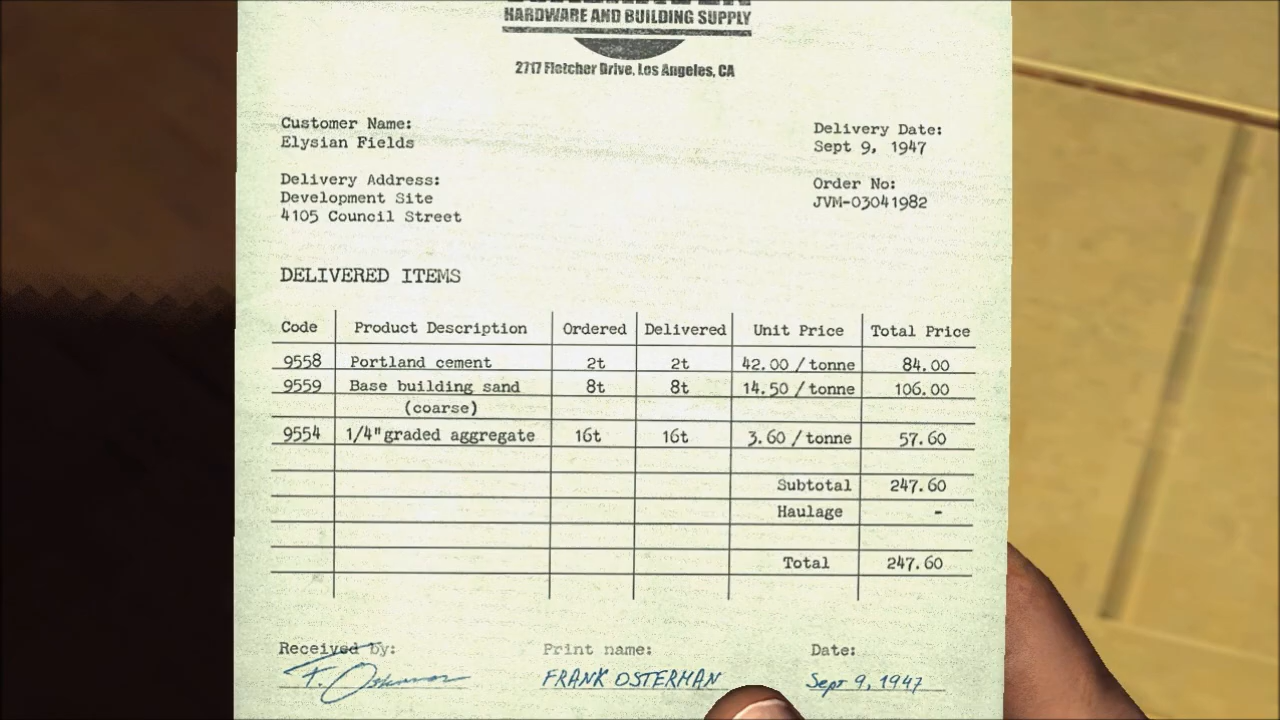 HARDWARE AND BUILDING SUPPLY
2717 Fletcher Drive, Los Angeles, CA
Customer Name:
Elysian Fields
Delivery Date:
Sept 9, 1947
Delivery Address:
Development Site
4105 Council Street
Order No:
JVM-03041982
DELIVERED ITEMS
Code Product Description Ordered Delivered Unit Price Total Price
9558 Portland cement 2t 2t 42.00 / tonne 84.00
9559 Base building sand 8t 8t 14.50 / tonne 106.00
(coarse)
9554 1/4" graded aggregate 16t 16t 3.60 / tonne 57.60
Subtotal 247.60
Haulage -
Total 247.60
Received by: Print name: Date:
F. Osterman FRANK OSTERMAN Sept 9, 1947